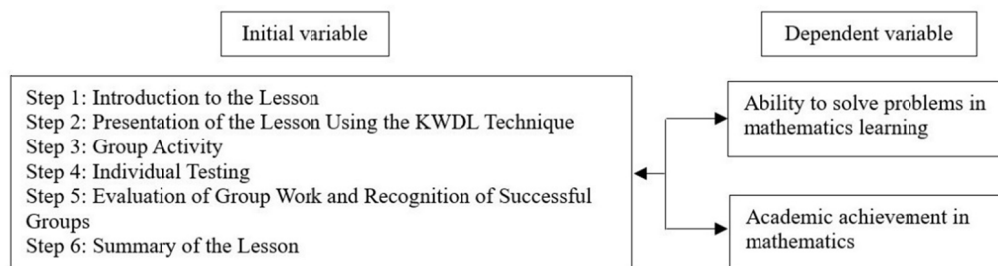 Initial variable
Dependent variable
Step 1: Introduction to the Lesson
Step 2: Presentation of the Lesson Using the KWDL Technique
Step 3: Group Activity
Step 4: Individual Testing
Step 5: Evaluation of Group Work and Recognition of Successful
Groups
Step 6: Summary of the Lesson
Ability to solve problems in
mathematics learning
Academic achievement in
mathematics